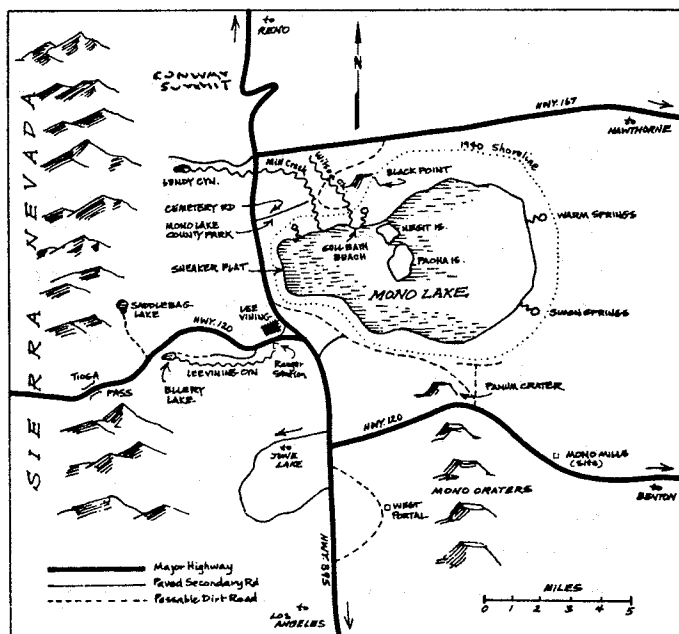 to
RENO
N
CONWAY
SUMMIT
HWY. 167
to
HAWTHORNE
1940 Shoreline
Mill Creek
Wilson Cr.
BLACK POINT
LUNDY CYN.
CEMETERY RD
MONO LAKE
COUNTY PARK
NEGIT IS.
WARM SPRINGS
GULL BATH
BEACH
PAOHA IS.
SNEAKER FLAT
MONO LAKE
SIERRA NEVADA
SADDLEBAG
LAKE
HWY. 120
LEE
VINING
SIMON SPRINGS
LEEVINING CYN
Ranger
Station
TIOGA
PASS
ELLERY
LAKE
PANUM CRATER
HWY. 120
to
JUNE LAKE
MONO MILLS
(site)
to
BENTON
MONO CRATERS
WEST
PORTAL
HWY. 395
Major Highway
Paved Secondary Rd
Passable Dirt Road
MILES
0 1 2 3 4 5
to
LOS
ANGELES